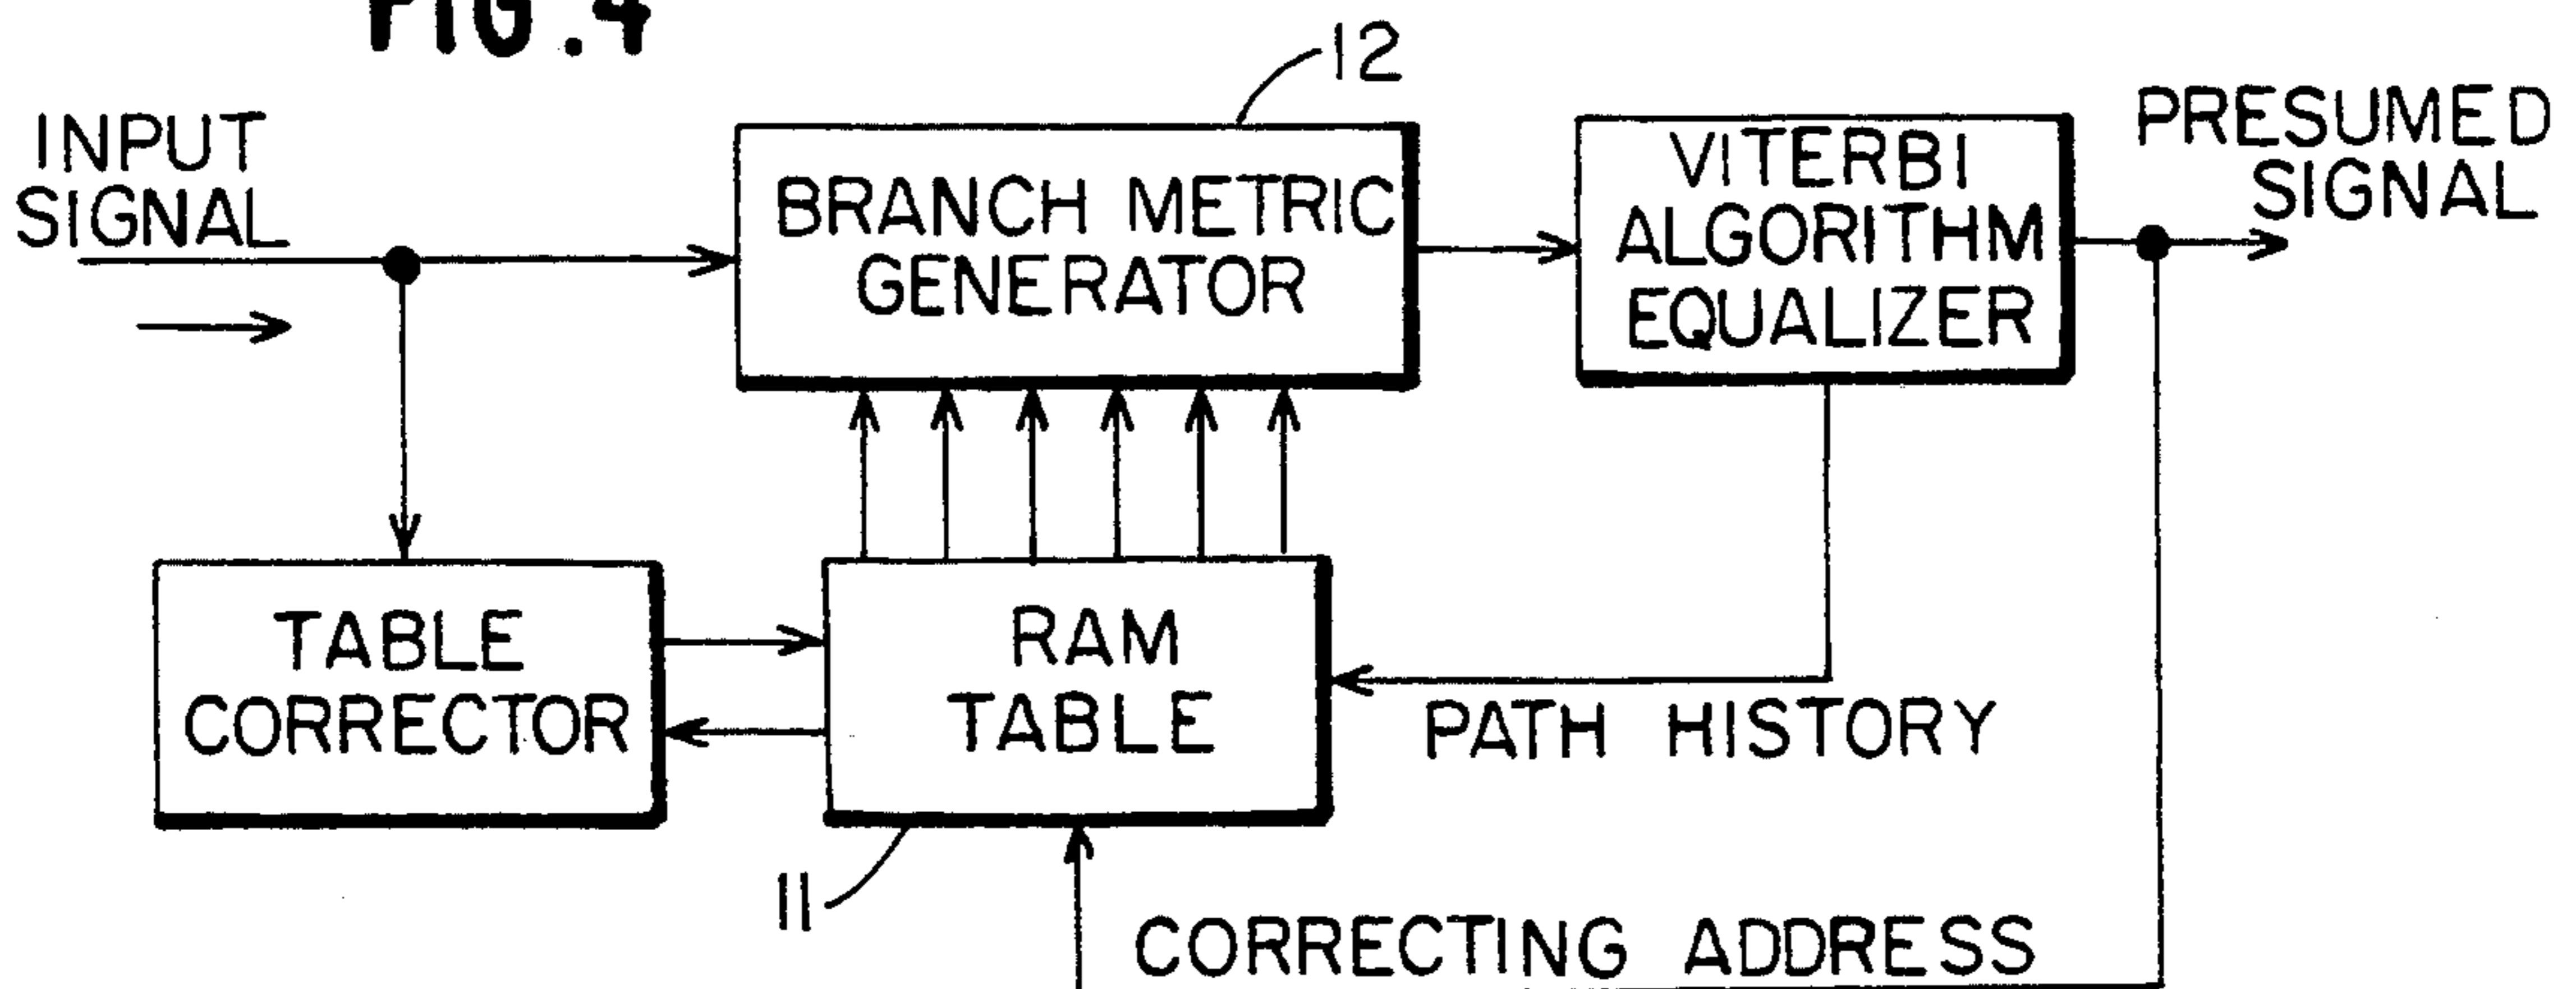 FIG.4
12
INPUT
SIGNAL
BRANCH METRIC
GENERATOR
VITERBI
ALGORITHM
EQUALIZER
PRESUMED
SIGNAL
TABLE
CORRECTOR
RAM
TABLE
PATH HISTORY
11
CORRECTING ADDRESS